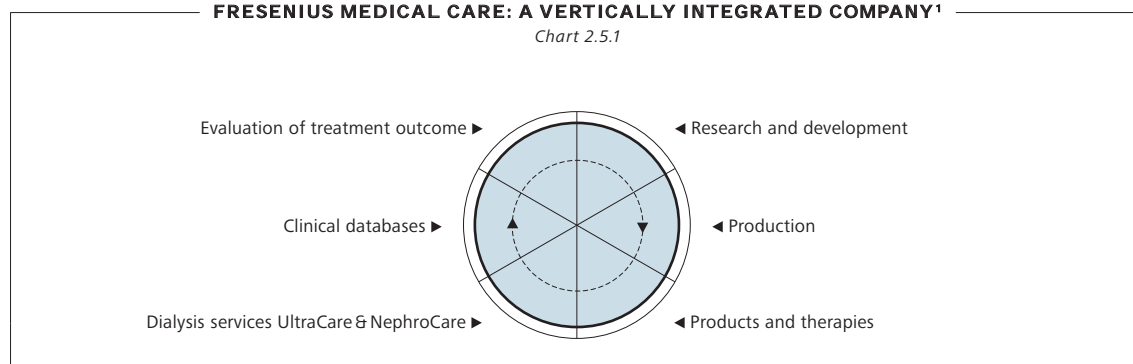 FRESENIUS MEDICAL CARE: A VERTICALLY INTEGRATED COMPANY¹
Chart 2.5.1
Evaluation of treatment outcome ►
◄ Research and development
Clinical databases ►
◄ Production
Dialysis services UltraCare & NephroCare ►
◄ Products and therapies